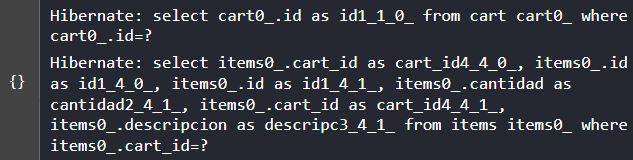 Hibernate: select cart0_.id as id1_1_0_ from cart cart0_ where
cart0_.id=?
Hibernate: select items0_.cart_id as cart_id4_4_0_, items0_.id
{}
as id1_4_0_, items0_.id as id1_4_1_, items0_.cantidad as
cantidad2_4_1_, items0_.cart_id as cart_id4_4_1_,
items0_.descripcion as descripc3_4_1_ from items items0_ where
items0_.cart_id=?